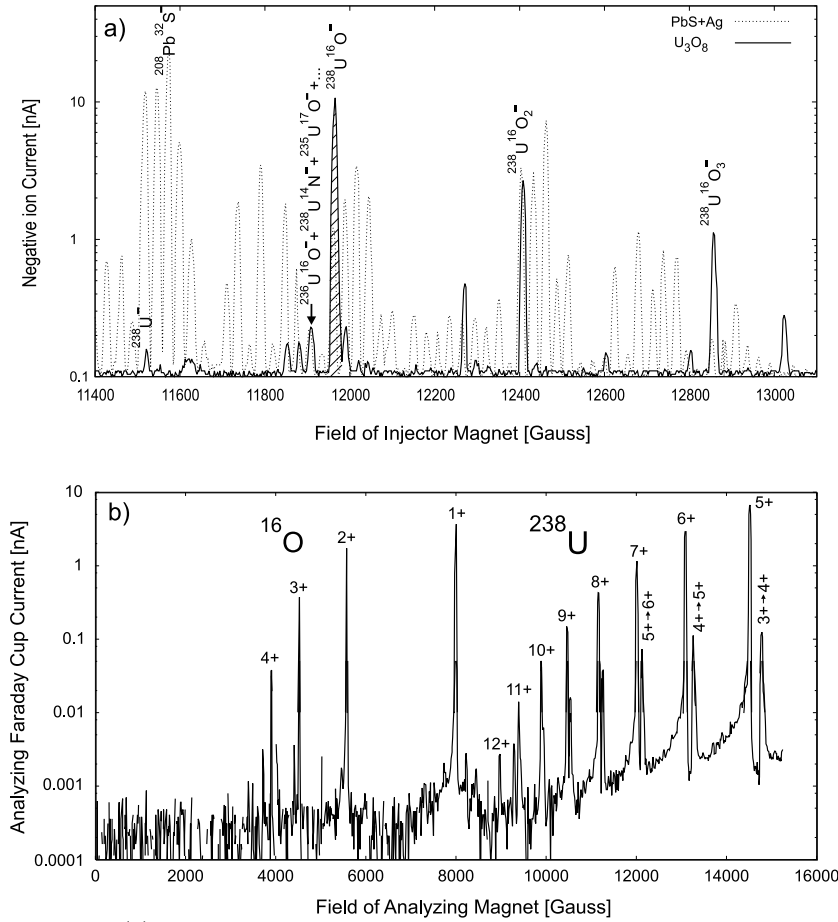 a)
PbS+Ag
U₃O₈
²⁰⁸Pb³²S⁻
²³⁸U⁻
²³⁶U¹⁶O⁻+ ²³⁸U¹⁴N⁻+ ²³⁵U¹⁷O⁻+...
²³⁸U¹⁶O⁻
²³⁸U¹⁶O₂⁻
²³⁸U¹⁶O₃⁻
Negative ion Current [nA]
10
1
0.1
11400 11600 11800 12000 12200 12400 12600 12800 13000
Field of Injector Magnet [Gauss]
b)
¹⁶O
²³⁸U
4+
3+
2+
1+
12+
11+
10+
9+
8+
7+
5+→6+
6+
4+→5+
5+
3+→4+
Analyzing Faraday Cup Current [nA]
10
1
0.1
0.01
0.001
0.0001
0 2000 4000 6000 8000 10000 12000 14000 16000
Field of Analyzing Magnet [Gauss]